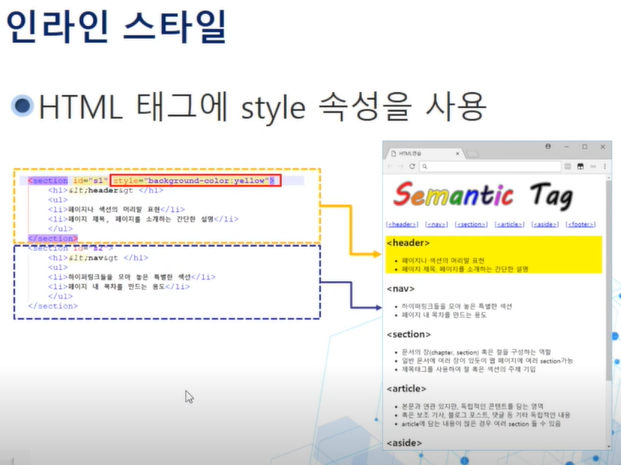 인라인 스타일
HTML 태그에 style 속성을 사용
<section id="s1" style="background-color:yellow">
<h1>&lt;header&gt </h1>
<ul>
<li>페이지나 섹션의 머리말 표현</li>
<li>페이지 제목, 페이지를 소개하는 간단한 설명</li>
</ul>
</section>
<section id="s2">
<h1>&lt;nav&gt </h1>
<ul>
<li>하이퍼링크들을 모아 놓은 특별한 섹션</li>
<li>페이지 내 목차를 만드는 용도</li>
</ul>
</section>
HTML연습
Semantic Tag
[<header>] [<nav>] [<section>] [<article>] [<aside>] [<footer>]
<header>
페이지나 섹션의 머리말 표현
페이지 제목, 페이지를 소개하는 간단한 설명
<nav>
하이퍼링크들을 모아 놓은 특별한 섹션
페이지 내 목차를 만드는 용도
<section>
문서의 장(chapter, section) 혹은 절을 구성하는 역할
일반 문서에 여러 장이 있듯이 웹 페이지에 여러 section가능
제목태그를 사용하여 절 혹은 섹션의 주제 기입
<article>
본문과 연관 있지만, 독립적인 콘텐트를 담는 영역
혹은 보조 기사, 블로그 포스트, 댓글 등 기타 독립적인 내용
article에 담는 내용이 많은 경우 여러 section 둘 수 있음
<aside>